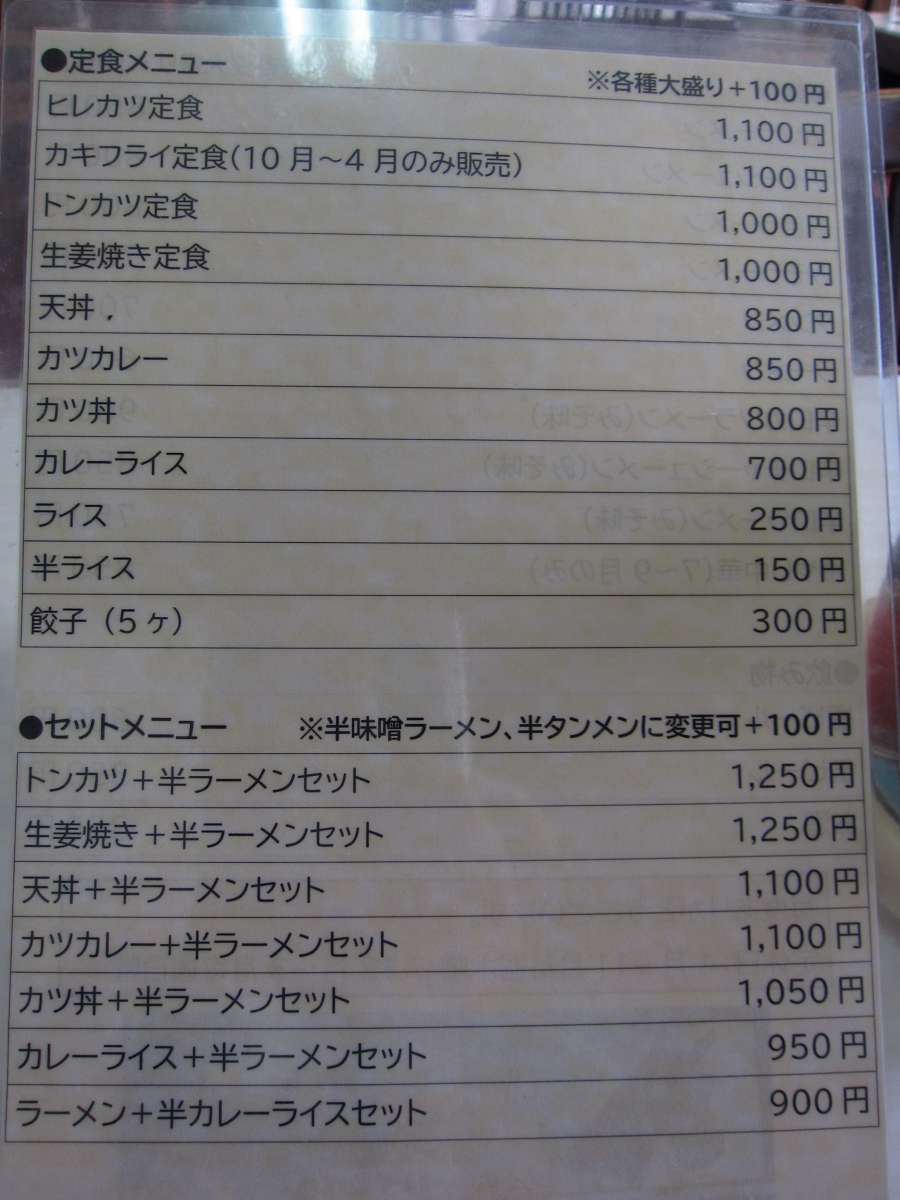 ●定食メニュー
※各種大盛り+100円
ヒレカツ定食 1,100円
カキフライ定食(10月~4月のみ販売) 1,100円
トンカツ定食 1,000円
生姜焼き定食 1,000円
天丼 850円
カツカレー 850円
カツ丼 800円
カレーライス 700円
ライス 250円
半ライス 150円
餃子(5ヶ) 300円
●セットメニュー ※半味噌ラーメン、半タンメンに変更可+100円
トンカツ+半ラーメンセット 1,250円
生姜焼き+半ラーメンセット 1,250円
天丼+半ラーメンセット 1,100円
カツカレー+半ラーメンセット 1,100円
カツ丼+半ラーメンセット 1,050円
カレーライス+半ラーメンセット 950円
ラーメン+半カレーライスセット 900円